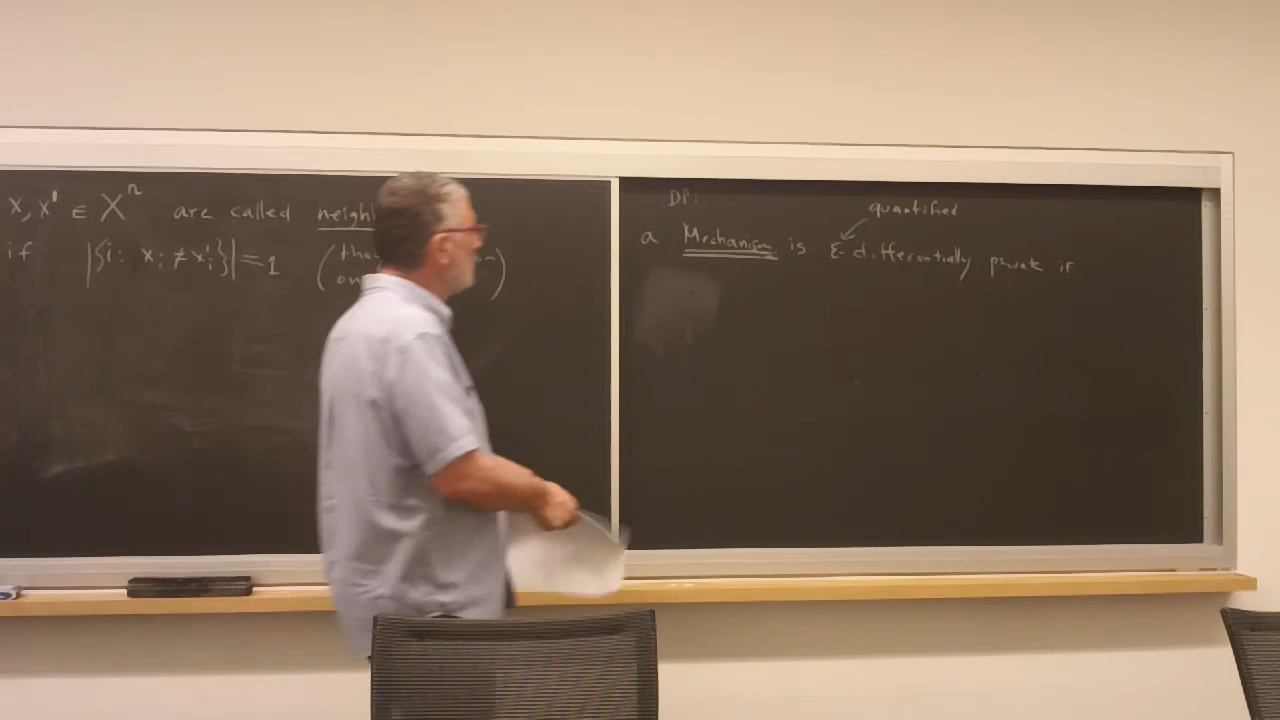 x, x' ∈ X^n are called neigh
if |{i: x_i ≠ x'_i}| = 1 (
DP:
quantified
a Mechanism is ε differentially private if